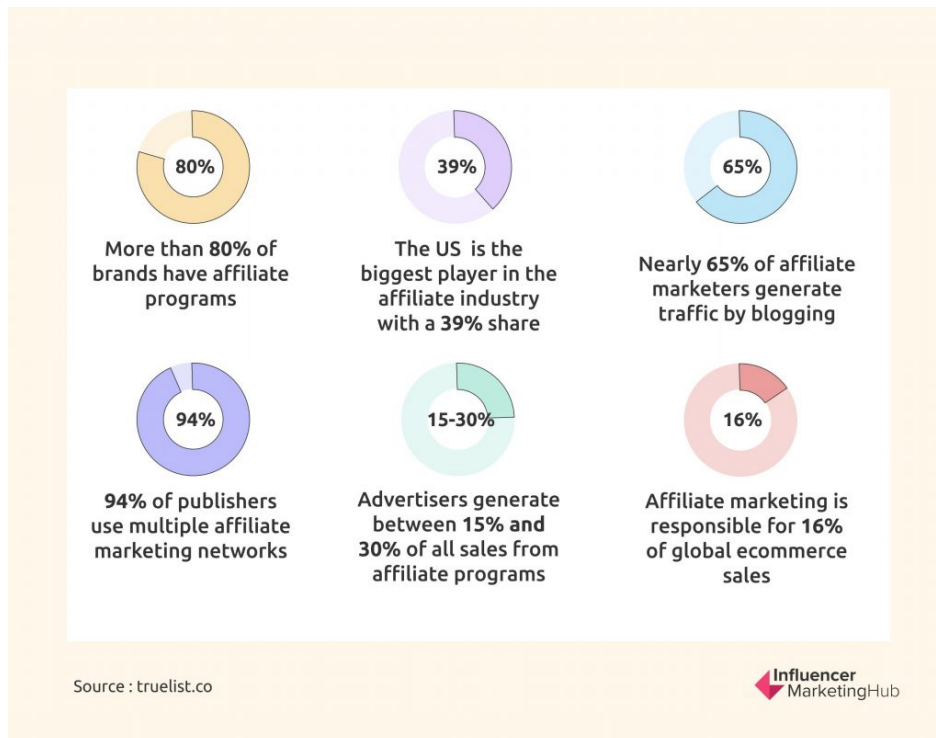 80%
More than 80% of
brands have affiliate
programs
39%
The US is the
biggest player in the
affiliate industry
with a 39% share
65%
Nearly 65% of affiliate
marketers generate
traffic by blogging
94%
94% of publishers
use multiple affiliate
marketing networks
15-30%
Advertisers generate
between 15% and
30% of all sales from
affiliate programs
16%
Affiliate marketing is
responsible for 16%
of global ecommerce
sales
Source : truelist.co
Influencer
MarketingHub